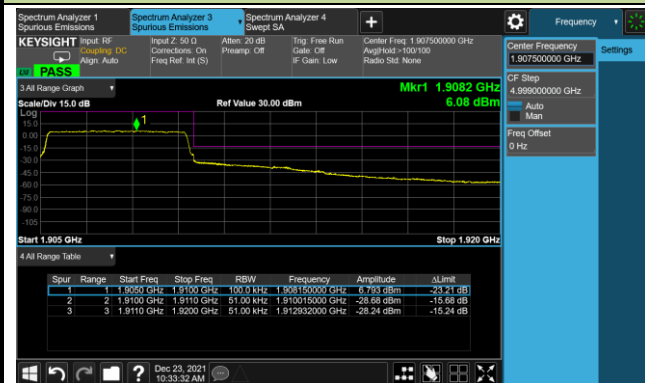 Spectrum Analyzer 1
Spurious Emissions
Spectrum Analyzer 3
Spurious Emissions
Spectrum Analyzer 4
Swept SA
Frequency
KEYSIGHT
Input: RF
Coupling: DC
Align: Auto
Input Z: 50 Ω
Corrections: On
Freq Ref: Int (S)
Atten: 20 dB
Preamp: Off
Trig: Free Run
Gate: Off
IF Gain: Low
Center Freq: 1.907500000 GHz
Avg|Hold:>100/100
Radio Std: None
PASS
Center Frequency
1.907500000 GHz
Settings
CF Step
4.999000000 GHz
Auto
Man
Freq Offset
0 Hz
3 All Range Graph
Mkr1 1.9082 GHz
6.08 dBm
Scale/Div 15.0 dB
Ref Value 30.00 dBm
Log
15.0
0.00
-15.0
-30.0
-45.0
-60.0
-75.0
-90.0
-105
1
Start 1.905 GHz
Stop 1.920 GHz
4 All Range Table
Spur Range Start Freq Stop Freq RBW Frequency Amplitude ΔLimit
1 1 1.9050 GHz 1.9100 GHz 100.0 kHz 1.908150000 GHz 6.793 dBm -23.21 dB
2 2 1.9100 GHz 1.9110 GHz 51.00 kHz 1.910015000 GHz -28.68 dBm -15.68 dB
3 3 1.9110 GHz 1.9200 GHz 51.00 kHz 1.912932000 GHz -28.24 dBm -15.24 dB
Dec 23, 2021
10:33:32 AM